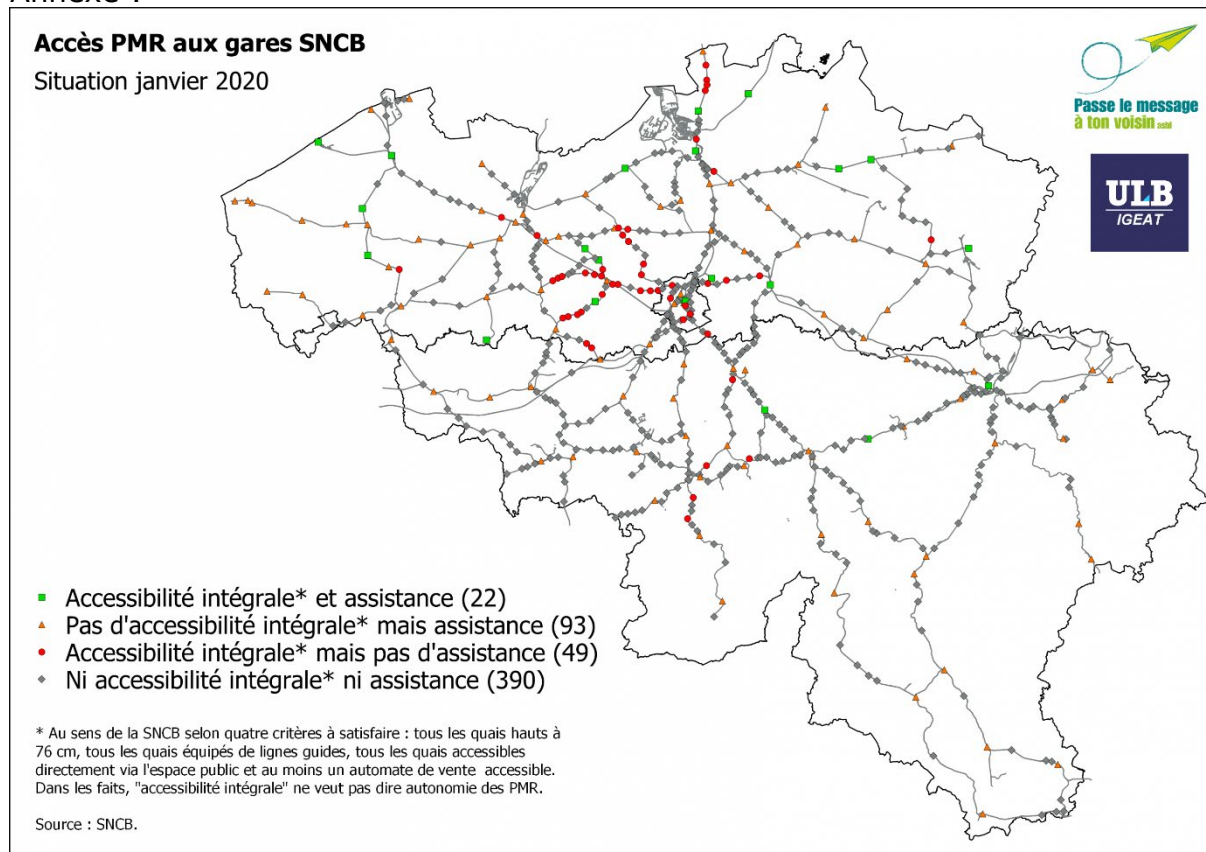 Annexe :
Accès PMR aux gares SNCB
Situation janvier 2020
Passe le message
à ton voisin asbl
ULB
IGEAT
Accessibilité intégrale* et assistance (22)
Pas d'accessibilité intégrale* mais assistance (93)
Accessibilité intégrale* mais pas d'assistance (49)
Ni accessibilité intégrale* ni assistance (390)
* Au sens de la SNCB selon quatre critères à satisfaire : tous les quais hauts à
76 cm, tous les quais équipés de lignes guides, tous les quais accessibles
directement via l'espace public et au moins un automate de vente accessible.
Dans les faits, "accessibilité intégrale" ne veut pas dire autonomie des PMR.
Source : SNCB.